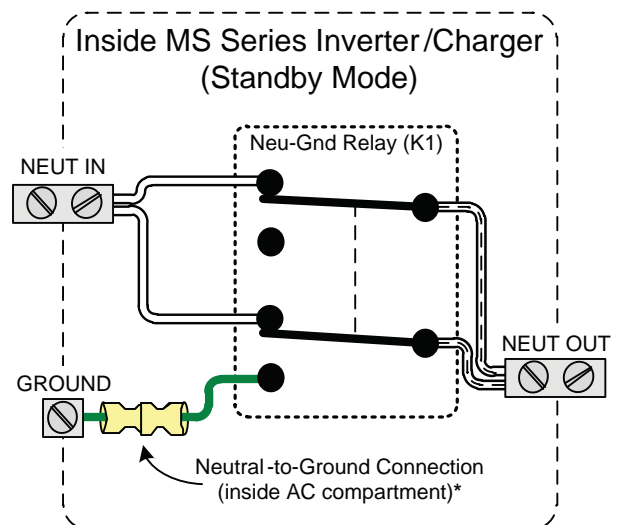 Inside MS Series Inverter/Charger
(Standby Mode)
Neu-Gnd Relay (K1)
NEUT IN
NEUT OUT
GROUND
Neutral-to-Ground Connection
(inside AC compartment)*